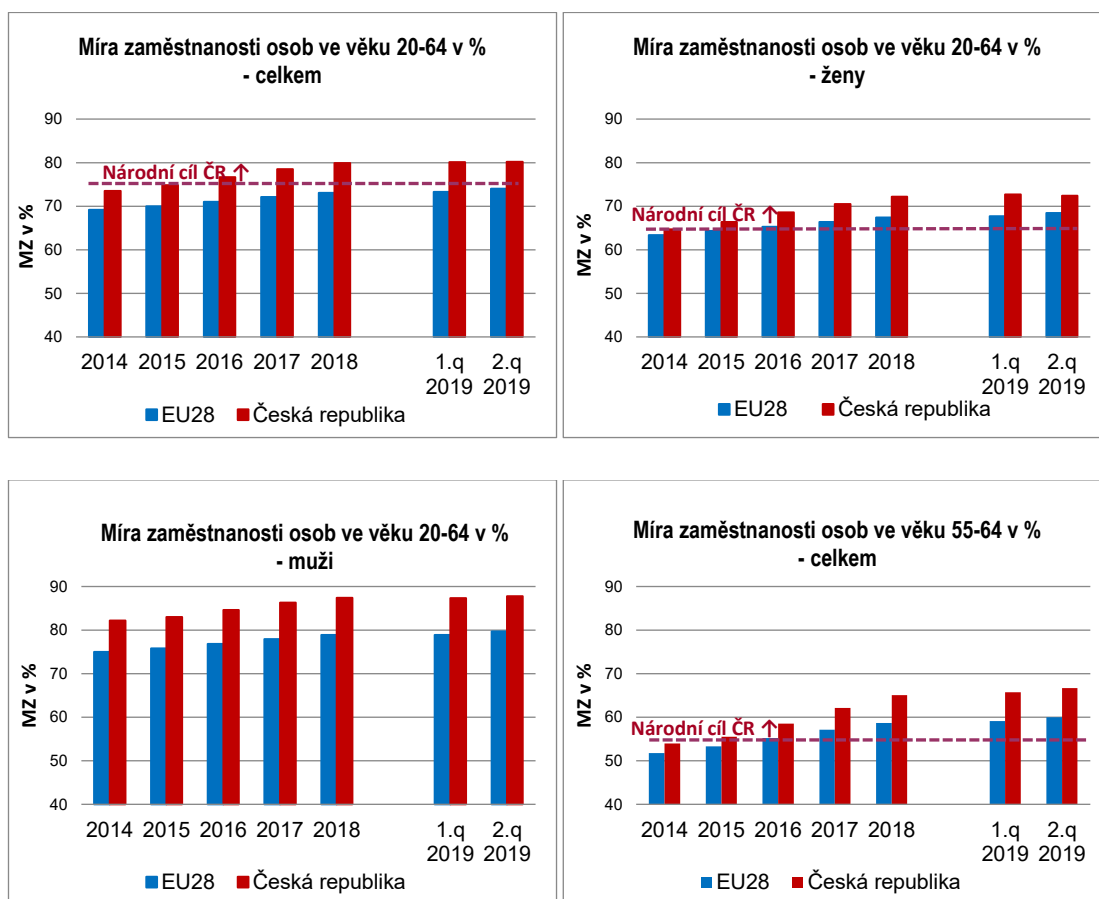 Míra zaměstnanosti osob ve věku 20-64 v %
- celkem
90
80
70
60
50
40
MZ v %
Národní cíl ČR ↑
2014 2015 2016 2017 2018 1.q 2.q
2019 2019
EU28 Česká republika
Míra zaměstnanosti osob ve věku 20-64 v %
- ženy
90
80
70
60
50
40
MZ v %
Národní cíl ČR ↑
2014 2015 2016 2017 2018 1.q 2.q
2019 2019
EU28 Česká republika
Míra zaměstnanosti osob ve věku 20-64 v %
- muži
90
80
70
60
50
40
MZ v %
2014 2015 2016 2017 2018 1.q 2.q
2019 2019
EU28 Česká republika
Míra zaměstnanosti osob ve věku 55-64 v %
- celkem
90
80
70
60
50
40
MZ v %
Národní cíl ČR ↑
2014 2015 2016 2017 2018 1.q 2.q
2019 2019
EU28 Česká republika